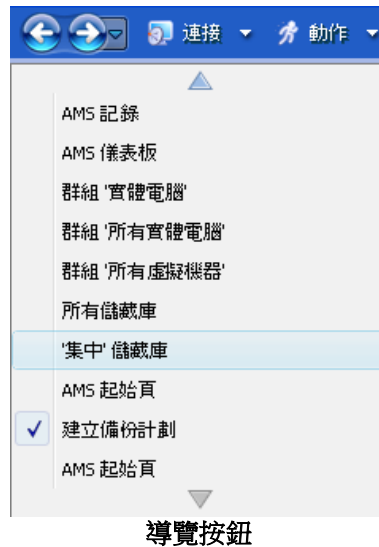 連接 動作
AMS 記錄
AMS 儀表板
群組 '實體電腦'
群組 '所有實體電腦'
群組 '所有虛擬機器'
所有儲藏庫
'集中' 儲藏庫
AMS 起始頁
建立備份計劃
AMS 起始頁
導覽按鈕